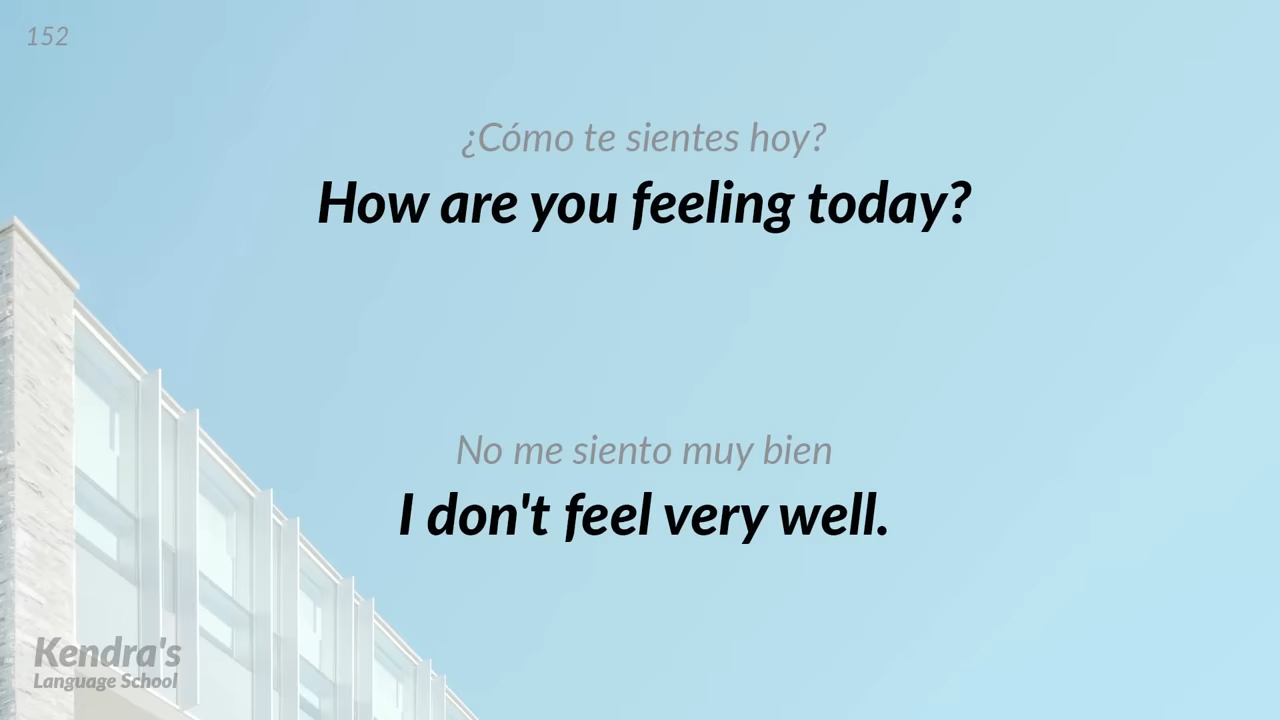 152
¿Cómo te sientes hoy?
How are you feeling today?
No me siento muy bien
I don't feel very well.
Kendra's
Language School